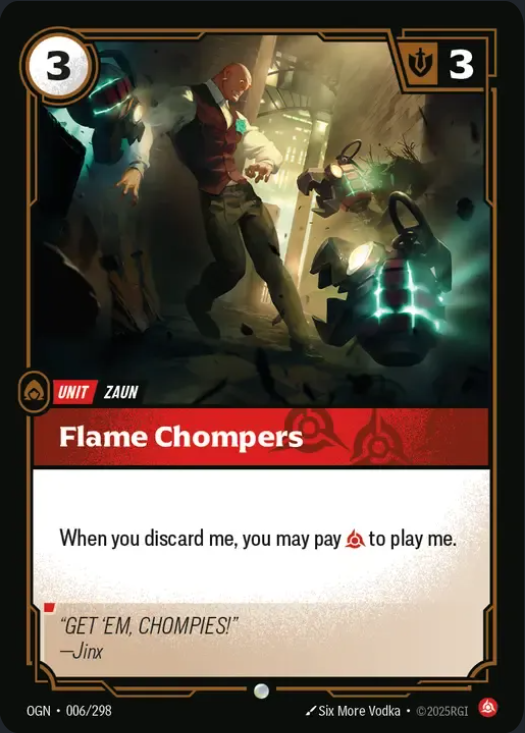 3
3
UNIT ZAUN
Flame Chompers
When you discard me, you may pay to play me.
“GET ‘EM, CHOMPIES!”
—Jinx
OGN • 006/298
Six More Vodka • ©2025RGI